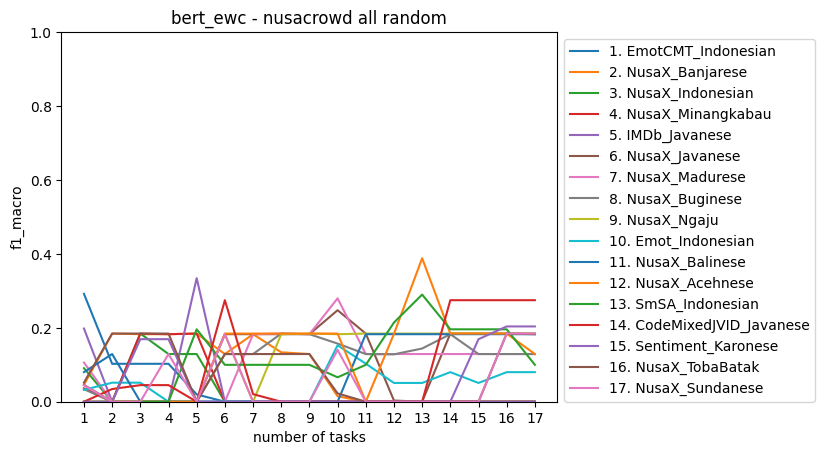 bert_ewc - nusacrowd all random
f1_macro
1.0
0.8
0.6
0.4
0.2
0.0
1 2 3 4 5 6 7 8 9 10 11 12 13 14 15 16 17
number of tasks
1. EmotCMT_Indonesian
2. NusaX_Banjarese
3. NusaX_Indonesian
4. NusaX_Minangkabau
5. IMDb_Javanese
6. NusaX_Javanese
7. NusaX_Madurese
8. NusaX_Buginese
9. NusaX_Ngaju
10. Emot_Indonesian
11. NusaX_Balinese
12. NusaX_Acehnese
13. SmSA_Indonesian
14. CodeMixedJVID_Javanese
15. Sentiment_Karonese
16. NusaX_TobaBatak
17. NusaX_Sundanese